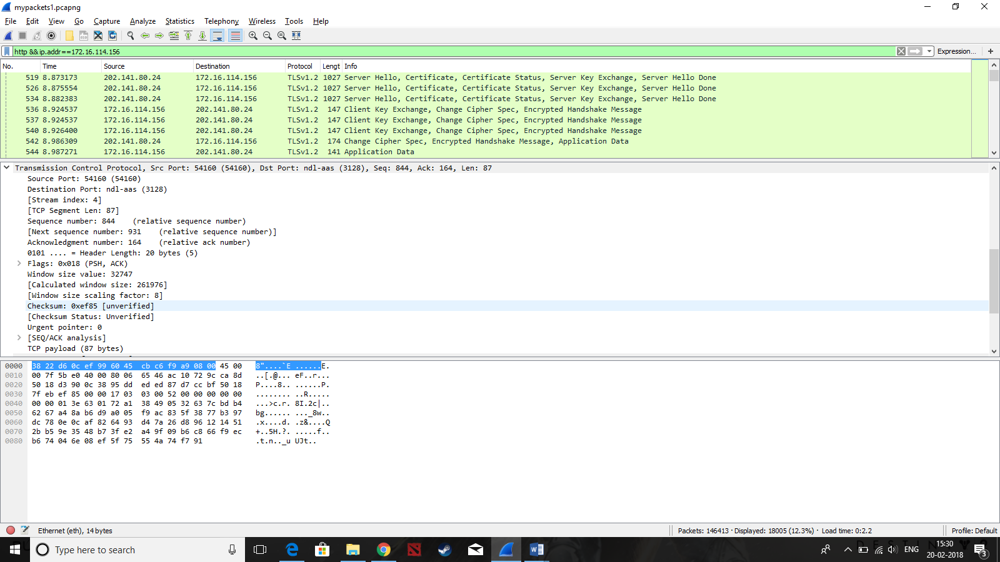 mypackets1.pcapng
File Edit View Go Capture Analyze Statistics Telephony Wireless Tools Help
http && ip.addr==172.16.114.156 Expression... +
No. Time Source Destination Protocol Lengt Info
519 8.873173 202.141.80.24 172.16.114.156 TLSv1.2 1027 Server Hello, Certificate, Certificate Status, Server Key Exchange, Server Hello Done
526 8.875554 202.141.80.24 172.16.114.156 TLSv1.2 1027 Server Hello, Certificate, Certificate Status, Server Key Exchange, Server Hello Done
534 8.882383 202.141.80.24 172.16.114.156 TLSv1.2 1027 Server Hello, Certificate, Certificate Status, Server Key Exchange, Server Hello Done
536 8.924537 172.16.114.156 202.141.80.24 TLSv1.2 147 Client Key Exchange, Change Cipher Spec, Encrypted Handshake Message
537 8.924537 172.16.114.156 202.141.80.24 TLSv1.2 147 Client Key Exchange, Change Cipher Spec, Encrypted Handshake Message
540 8.926400 172.16.114.156 202.141.80.24 TLSv1.2 147 Client Key Exchange, Change Cipher Spec, Encrypted Handshake Message
542 8.986309 202.141.80.24 172.16.114.156 TLSv1.2 174 Change Cipher Spec, Encrypted Handshake Message, Application Data
544 8.987271 172.16.114.156 202.141.80.24 TLSv1.2 141 Application Data
Transmission Control Protocol, Src Port: 54160 (54160), Dst Port: ndl-aas (3128), Seq: 844, Ack: 164, Len: 87
Source Port: 54160 (54160)
Destination Port: ndl-aas (3128)
[Stream index: 4]
[TCP Segment Len: 87]
Sequence number: 844 (relative sequence number)
[Next sequence number: 931 (relative sequence number)]
Acknowledgment number: 164 (relative ack number)
0101 .... = Header Length: 20 bytes (5)
Flags: 0x018 (PSH, ACK)
Window size value: 32747
[Calculated window size: 261976]
[Window size scaling factor: 8]
Checksum: 0xef85 [unverified]
[Checksum Status: Unverified]
Urgent pointer: 0
[SEQ/ACK analysis]
TCP payload (87 bytes)
0000 38 22 d6 0c ef 99 60 45 cb c6 f9 a9 08 00 45 00 8"....`E ......E.
0010 00 7f 5b e0 40 00 80 06 65 46 ac 10 72 9c ca 8d ..[.@... eF..r...
0020 50 18 d3 90 0c 38 95 dd ed ed 87 d7 cc bf 50 18 P....8.. ......P.
0030 7f eb ef 85 00 00 17 03 03 00 52 00 00 00 00 00 ........ ..R.....
0040 00 00 01 3e 63 01 72 a1 38 49 05 32 63 7c bd b4 ...>c.r. 8I.2c|..
0050 62 67 a4 8a b6 d9 a0 05 f9 ac 83 5f 38 77 b3 97 bg...... ..._8w..
0060 dc 78 0e 0c af 82 64 93 d4 7a 26 d8 96 12 14 51 .x....d. .z&....Q
0070 2b b5 9e 35 48 b7 3f e2 a4 9f 09 b6 c8 66 f9 ec +..5H.?. .....f..
0080 b6 74 04 6e 08 ef 5f 75 55 4a 74 f7 91 .t.n.._u UJt..
Ethernet (eth), 14 bytes Packets: 146413 · Displayed: 18005 (12.3%) · Load time: 0:2.2 Profile: Default
Type here to search ENG 15:30
20-02-2018 3